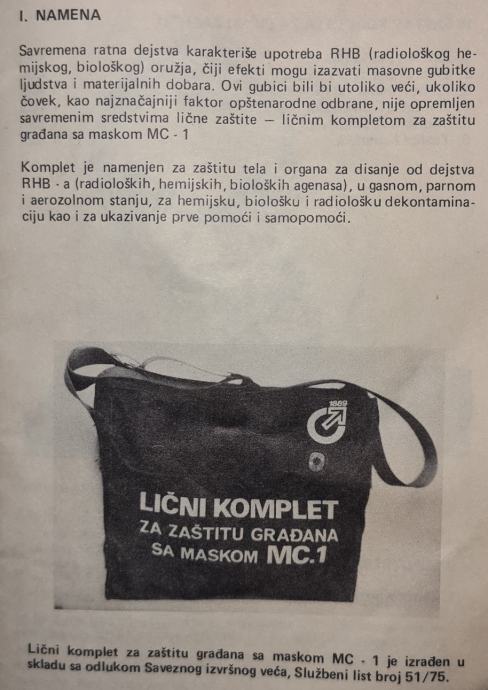 I. NAMENA
Savremena ratna dejstva karakteriše upotreba RHB (radiološkog he-
mijskog, biološkog) oružja, čiji efekti mogu izazvati masovne gubitke
ljudstva i materijalnih dobara. Ovi gubici bili bi utoliko veći, ukoliko
čovek, kao najznačajniji faktor opštenarodne odbrane, nije opremljen
savremenim sredstvima lične zaštite — ličnim kompletom za zaštitu
građana sa maskom MC - 1
Komplet je namenjen za zaštitu tela i organa za disanje od dejstva
RHB - a (radioloških, hemijskih, bioloških agenasa), u gasnom, parnom
i aerozolnom stanju, za hemijsku, biološku i radiološku dekontamina-
ciju kao i za ukazivanje prve pomoći i samopomoći.
1889
LIČNI KOMPLET
ZA ZAŠTITU GRAĐANA
SA MASKOM MC.1
Lični komplet za zaštitu građana sa maskom MC - 1 je izrađen u
skladu sa odlukom Saveznog izvršnog veća, Službeni list broj 51/75.